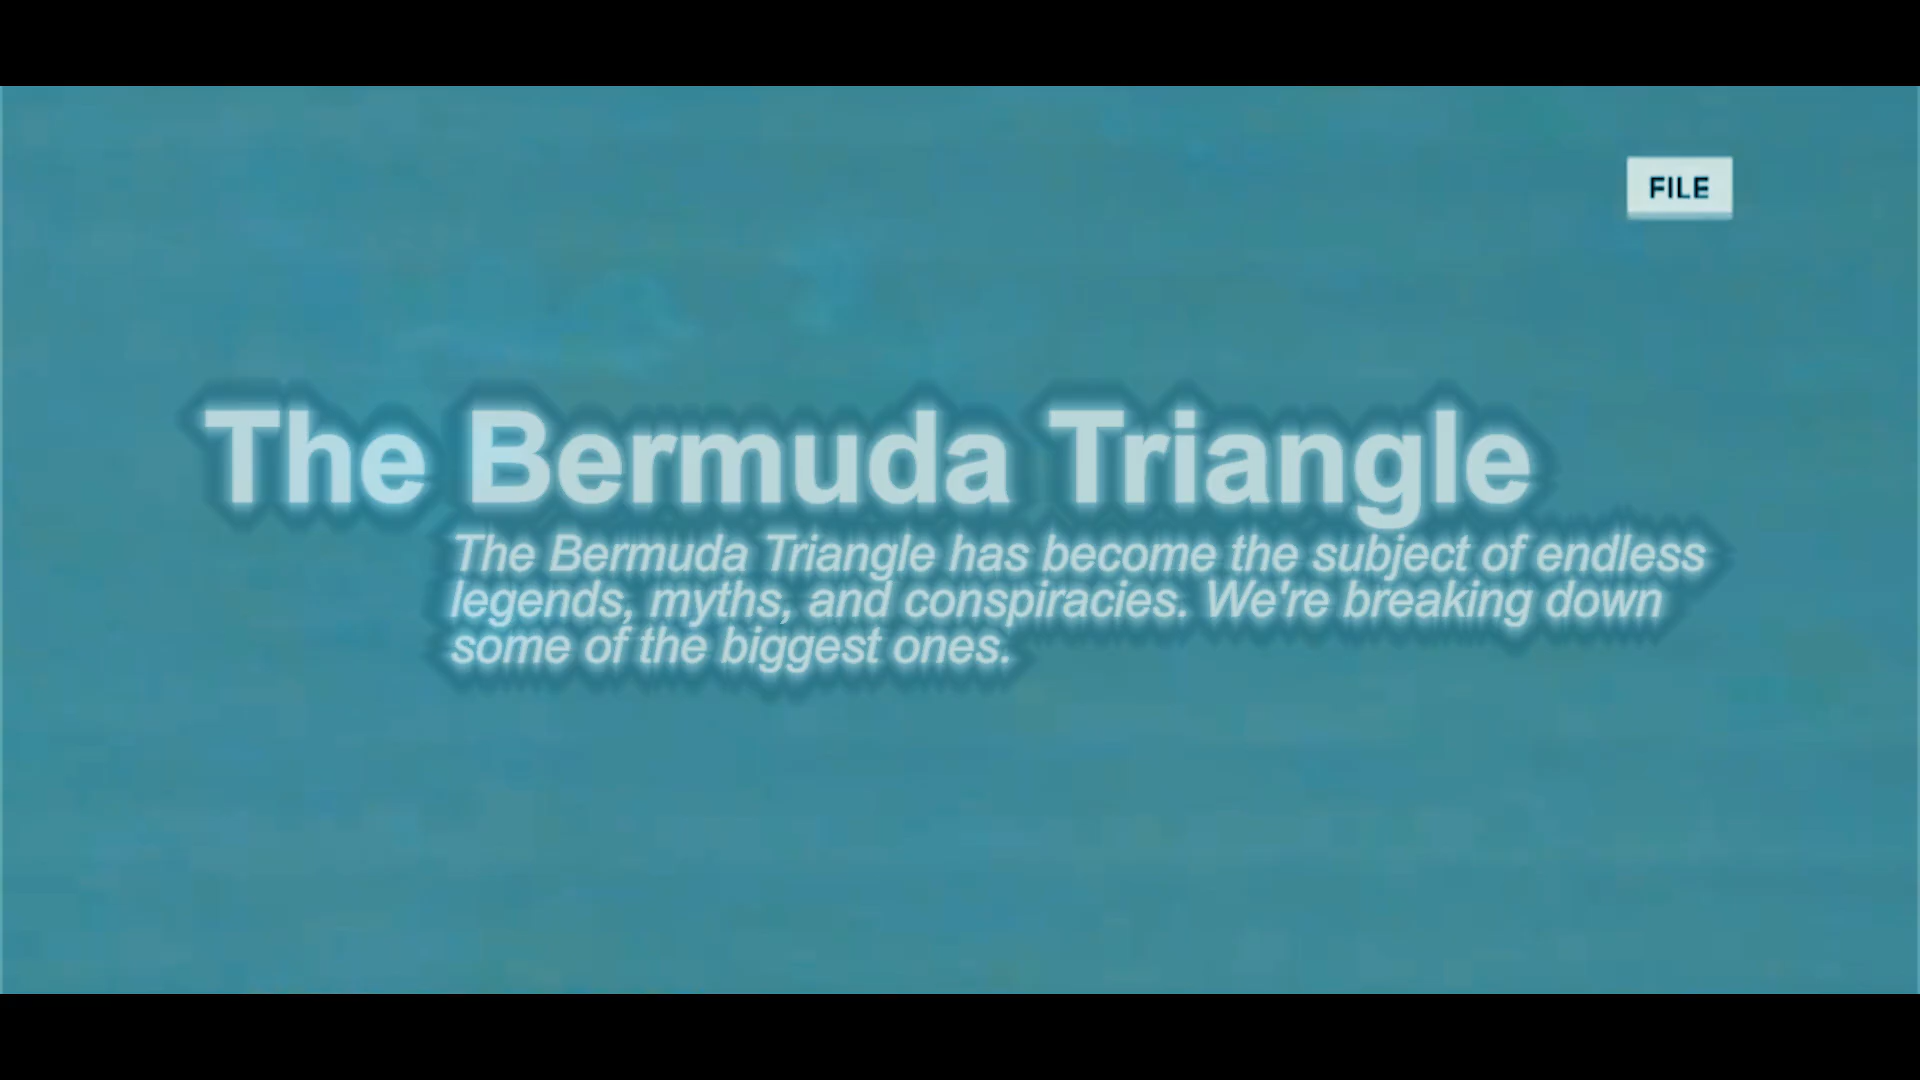 FILE
The Bermuda Triangle
The Bermuda Triangle has become the subject of endless
legends, myths, and conspiracies. We're breaking down
some of the biggest ones.